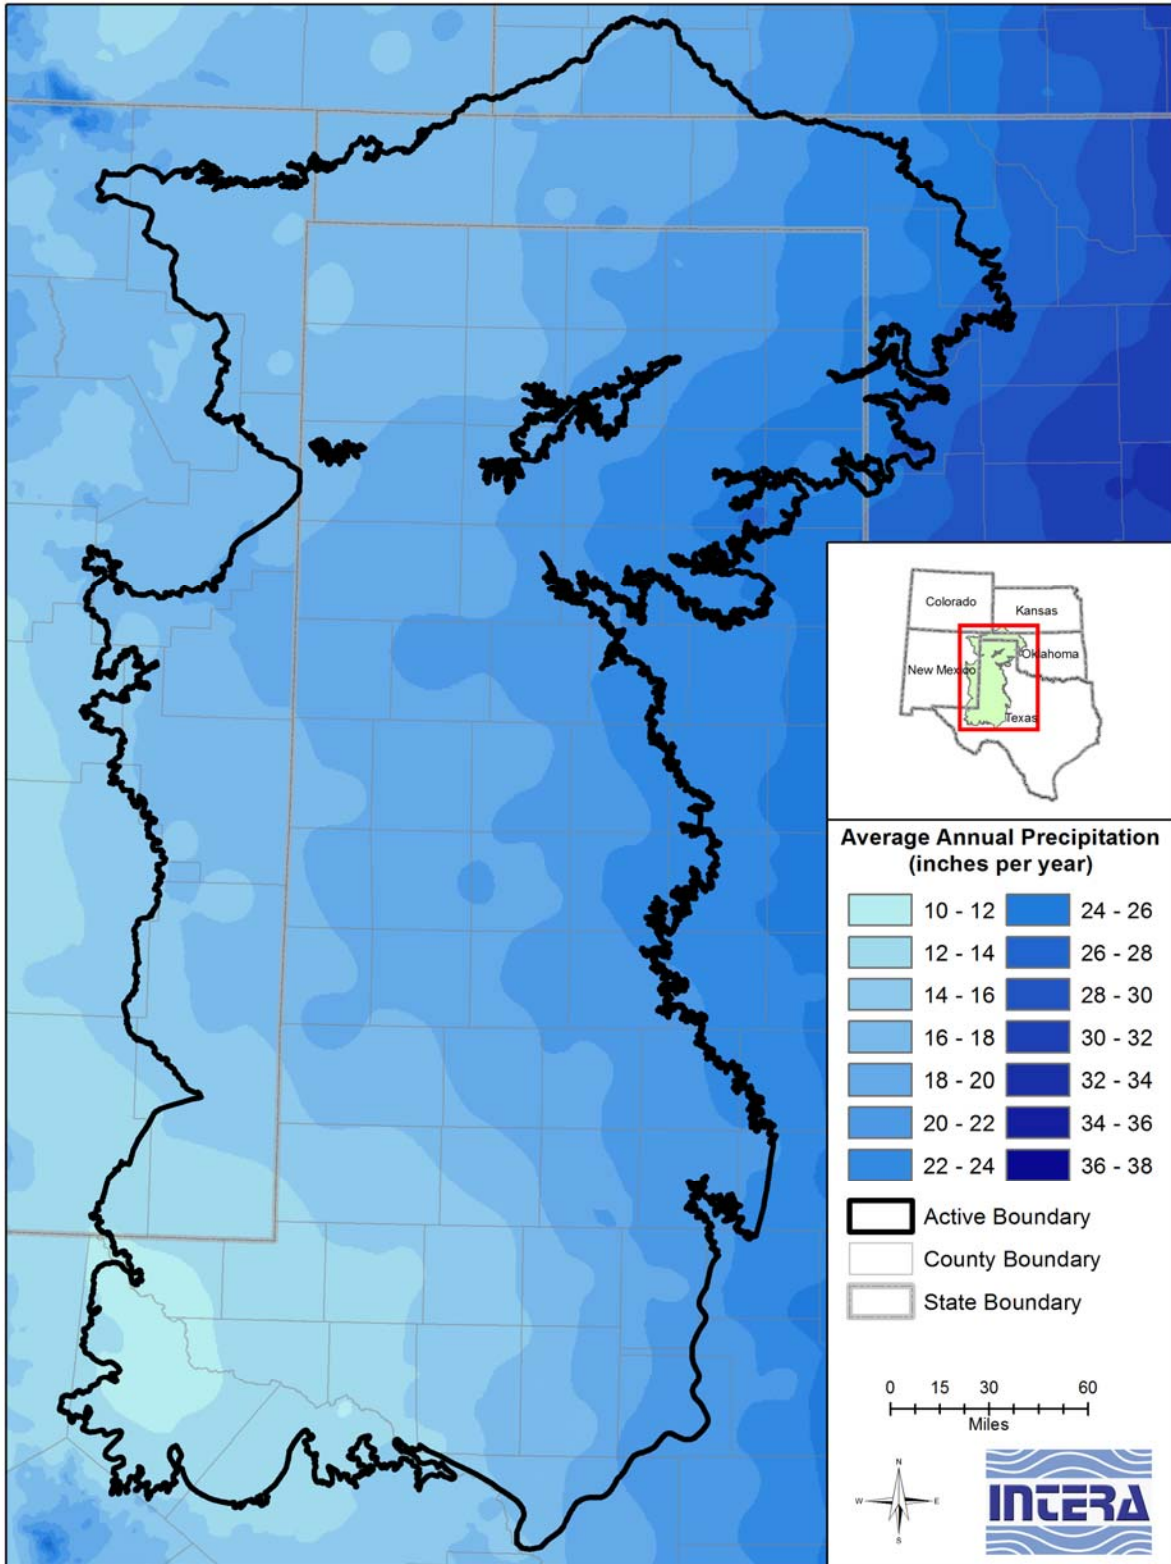 Colorado
Kansas
New Mexico
Oklahoma
Texas
Average Annual Precipitation
(inches per year)
10 - 12
24 - 26
12 - 14
26 - 28
14 - 16
28 - 30
16 - 18
30 - 32
18 - 20
32 - 34
20 - 22
34 - 36
22 - 24
36 - 38
Active Boundary
County Boundary
State Boundary
0 15 30 60
Miles
N
W E
S
INTERA